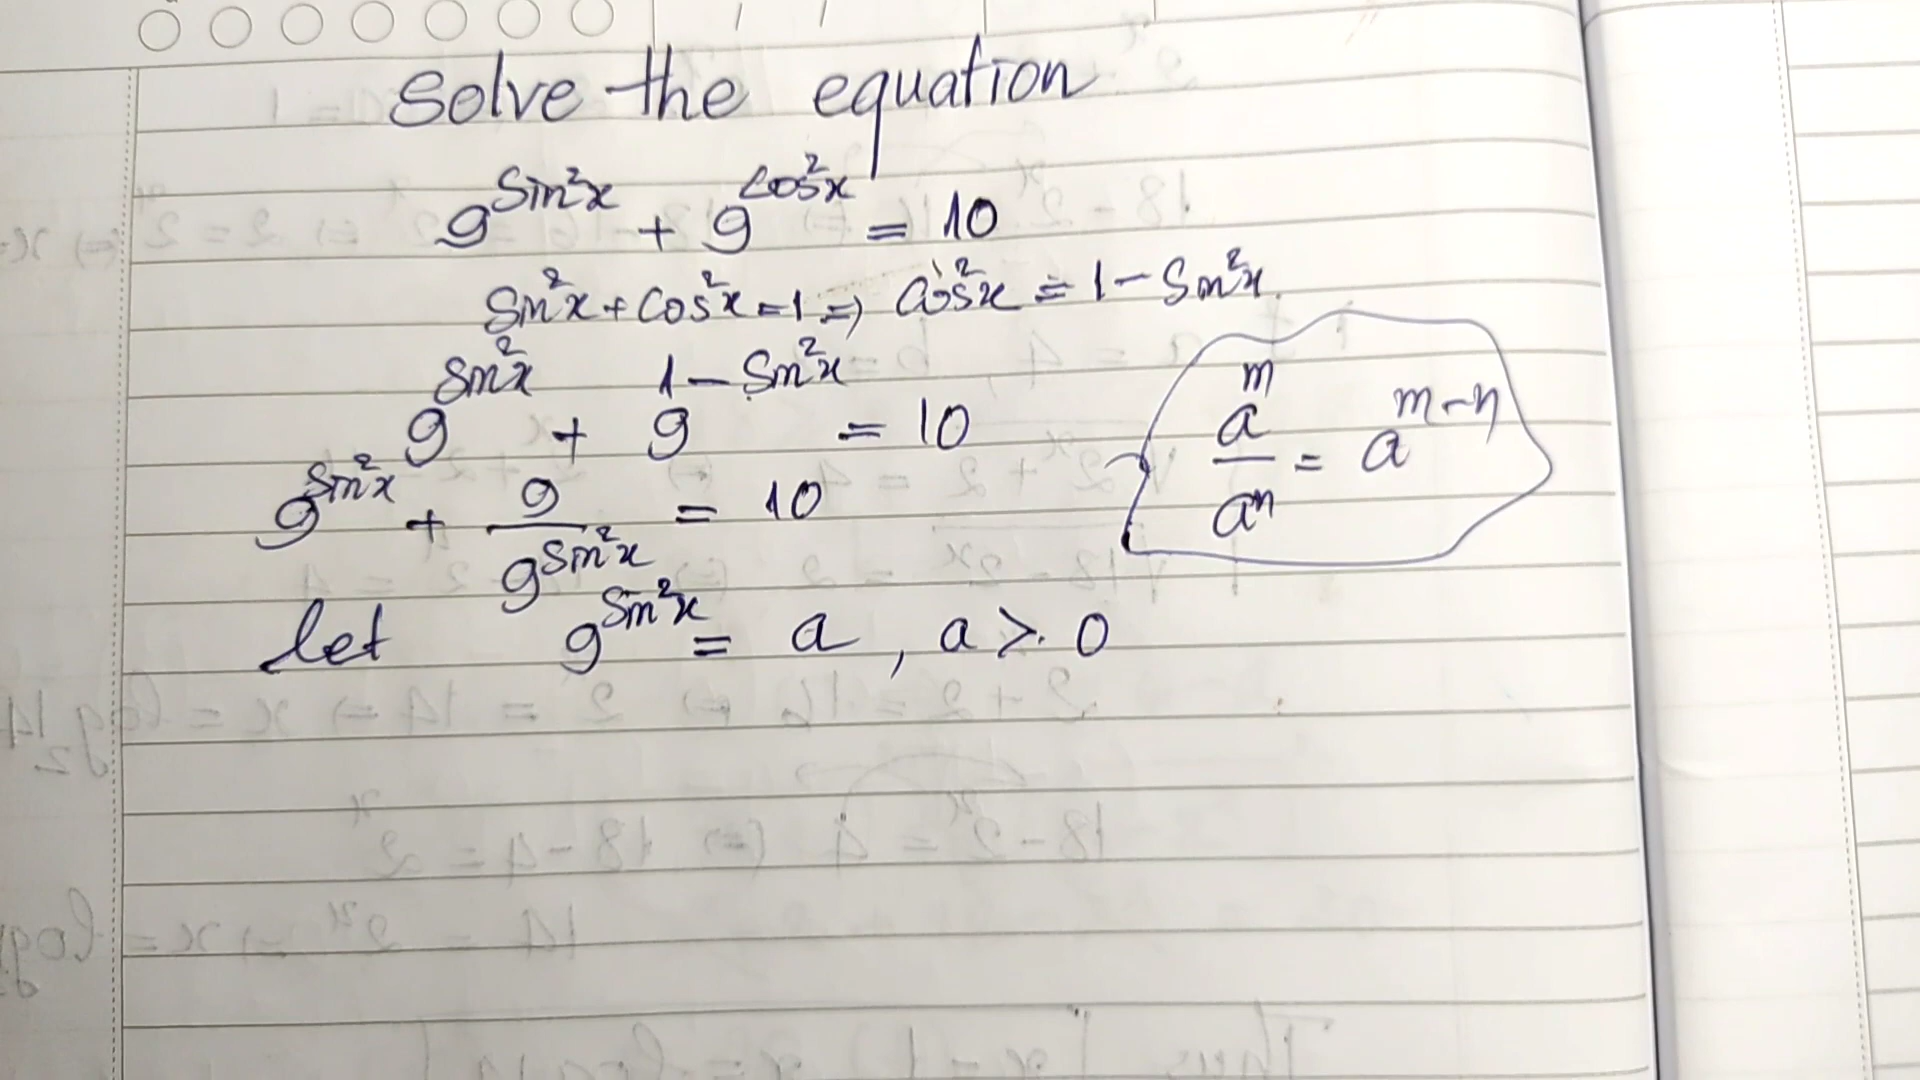 Solve the equation
9^(Sin²x) + 9^(Cos²x) = 10
Sin²x + Cos²x = 1 ⇒ Cos²x = 1 - Sin²x
9^(Sin²x) + 9^(1 - Sin²x) = 10
9^(Sin²x) + 9/9^(Sin²x) = 10
a^m/a^n = a^(m-n)
let 9^(Sin²x) = a, a > 0